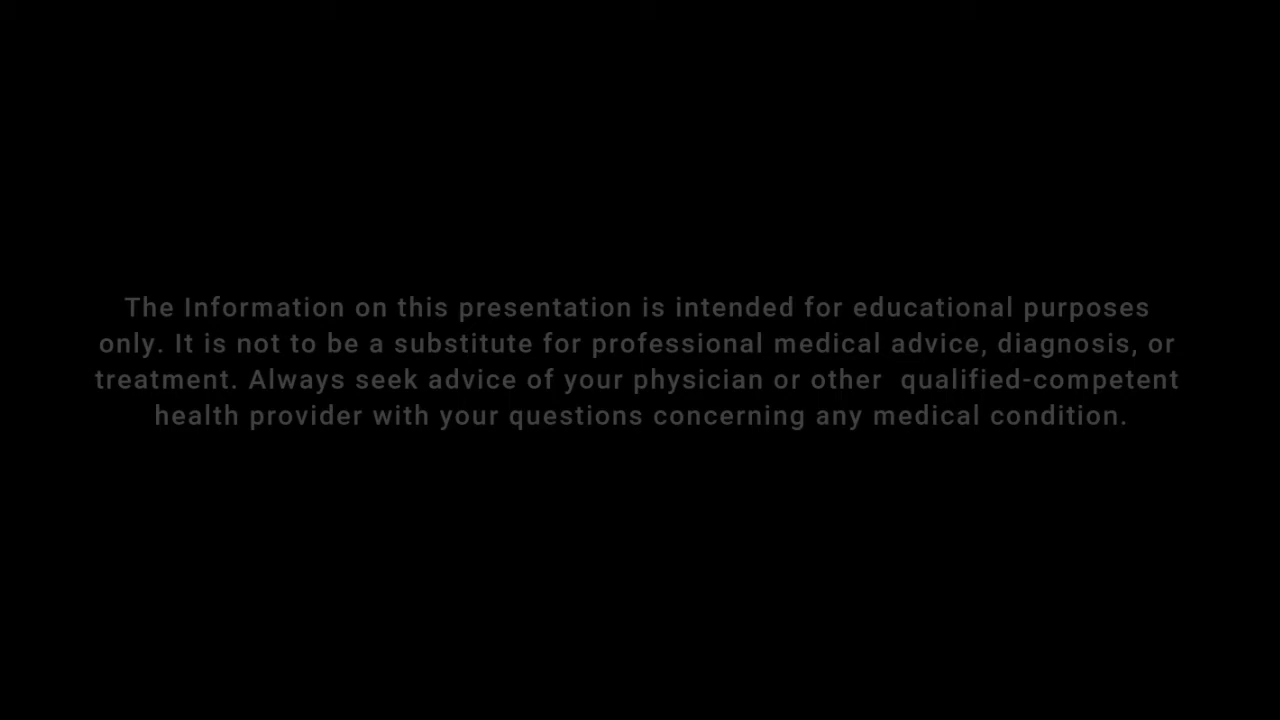 The Information on this presentation is intended for educational purposes
only. It is not to be a substitute for professional medical advice, diagnosis, or
treatment. Always seek advice of your physician or other  qualified-competent
health provider with your questions concerning any medical condition.